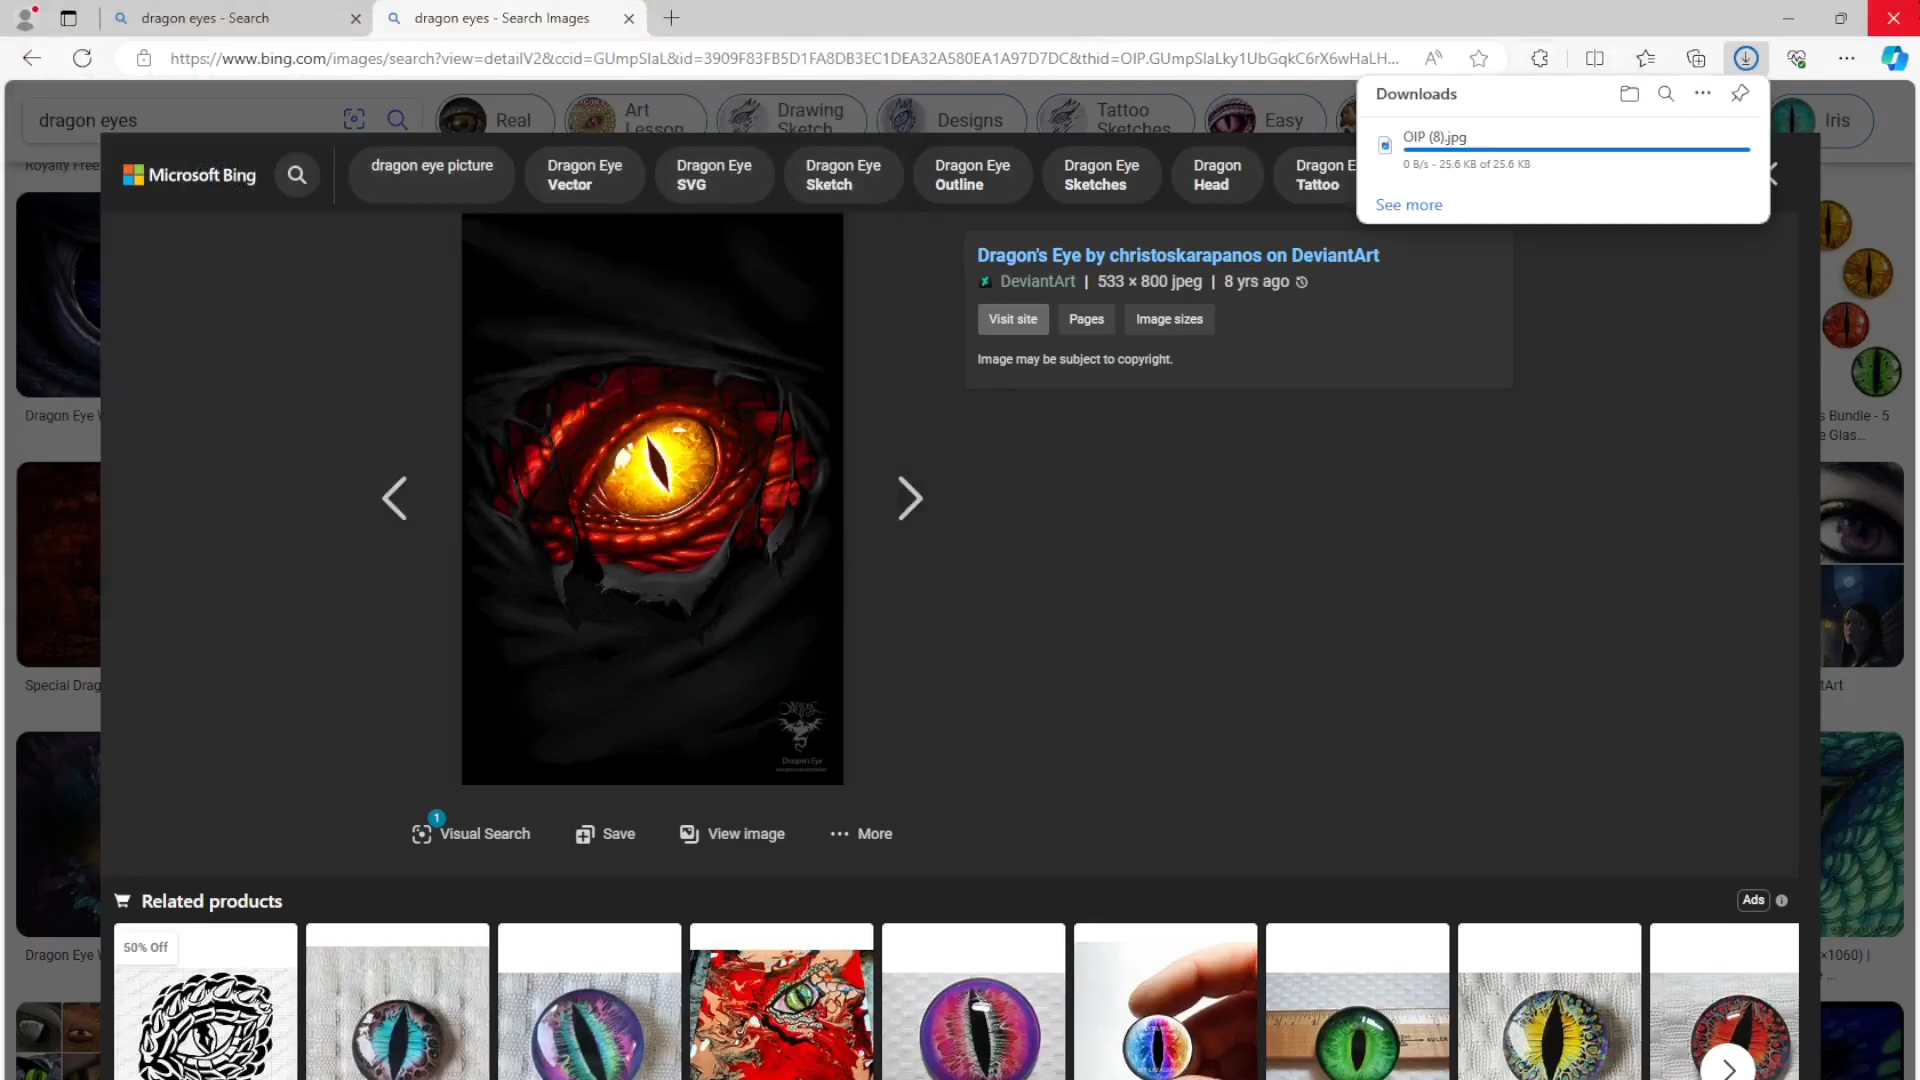 dragon eyes - Search
dragon eyes - Search Images
https://www.bing.com/images/search?view=detailV2&ccid=GUmpSlaL&id=3909F83FB5D1FA8DB3EC1DEA32A580EA1A97D7DC&thid=OIP.GUmpSlaLky1UbGqkC6rX6wHaLH...
Downloads
OIP (8).jpg
0 B/s - 25.6 KB of 25.6 KB
See more
dragon eyes
Real
Art
Lesson
Drawing
Sketch
Designs
Tattoo
Sketches
Easy
Iris
Royalty Free
Microsoft Bing
dragon eye picture
Dragon Eye
Vector
Dragon Eye
SVG
Dragon Eye
Sketch
Dragon Eye
Outline
Dragon Eye
Sketches
Dragon
Head
Dragon E
Tattoo
Dragon's Eye by christoskarapanos on DeviantArt
DeviantArt | 533 × 800 jpeg | 8 yrs ago
Visit site
Pages
Image sizes
Image may be subject to copyright.
Dragon Eye
s Bundle - 5
e Glas...
Special Drag
tArt
Dragon's Eye
1
Visual Search
Save
View image
More
Related products
Ads
50% Off
Dragon Eye
×1060) |